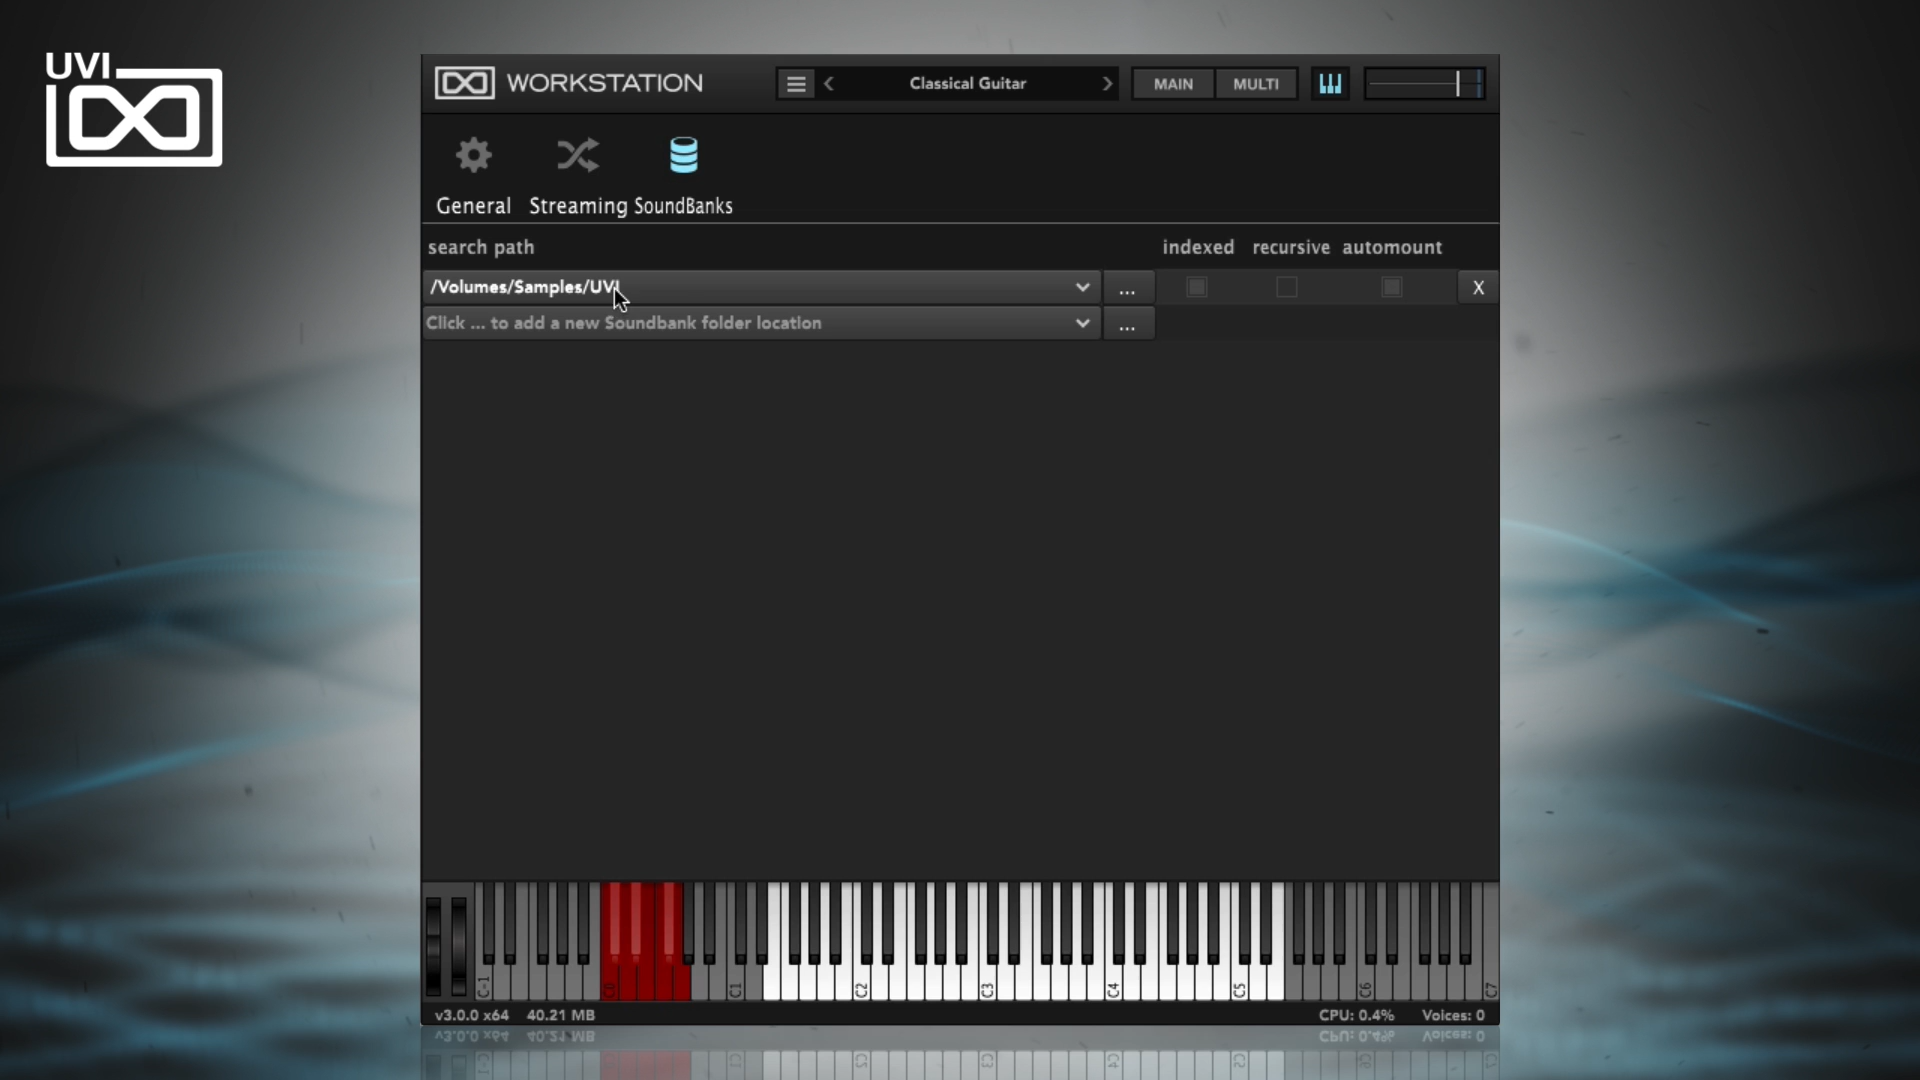 UVI
WORKSTATION
Classical Guitar
MAIN MULTI
General Streaming SoundBanks
search path indexed recursive automount
/Volumes/Samples/UVI ... X
Click ... to add a new Soundbank folder location ...
C-1 C0 C1 C2 C3 C4 C5 C6 C7
v3.0.0 x64 40.21 MB CPU: 0.4% Voices: 0